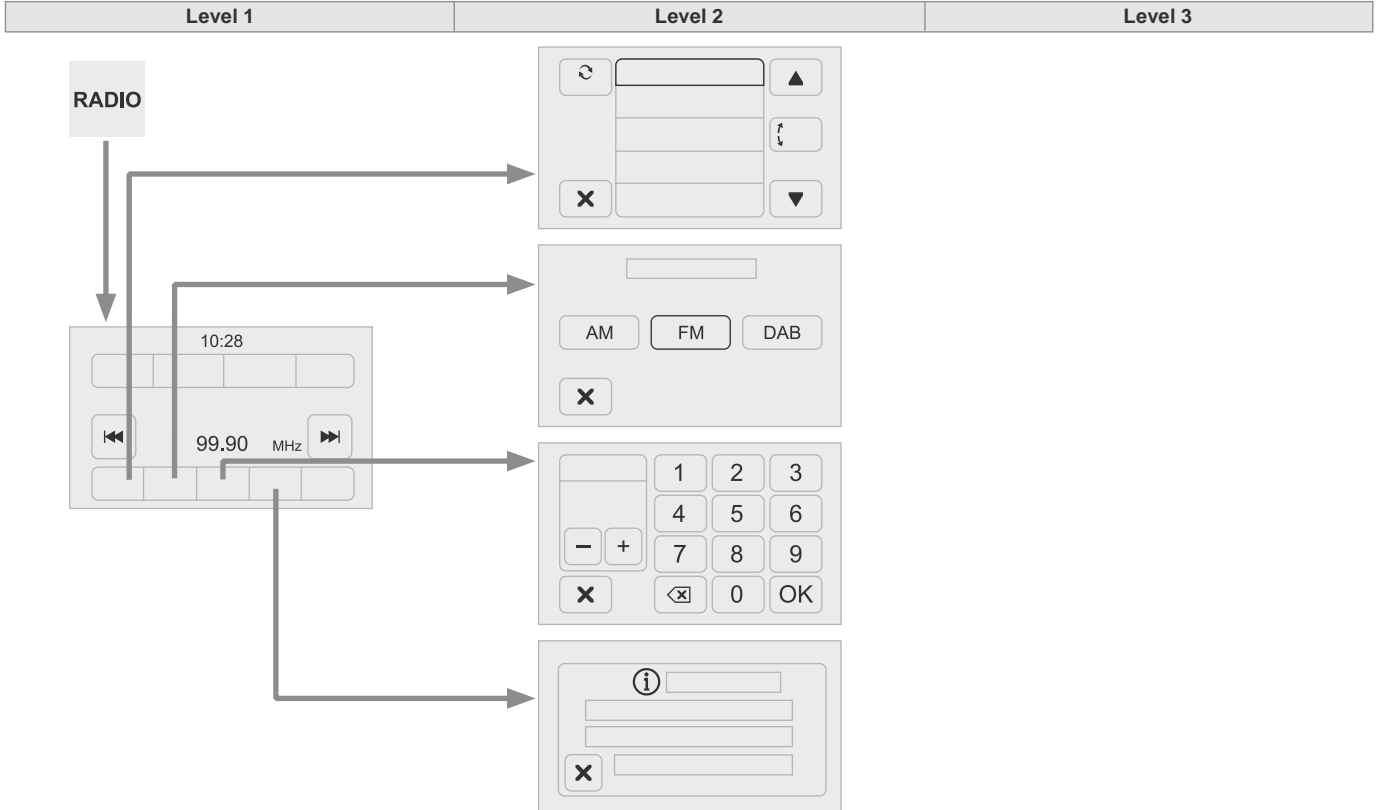 Level 1 Level 2 Level 3
RADIO
10:28
99.90 MHz
AM FM DAB
1 2 3
4 5 6
− + 7 8 9
0 OK